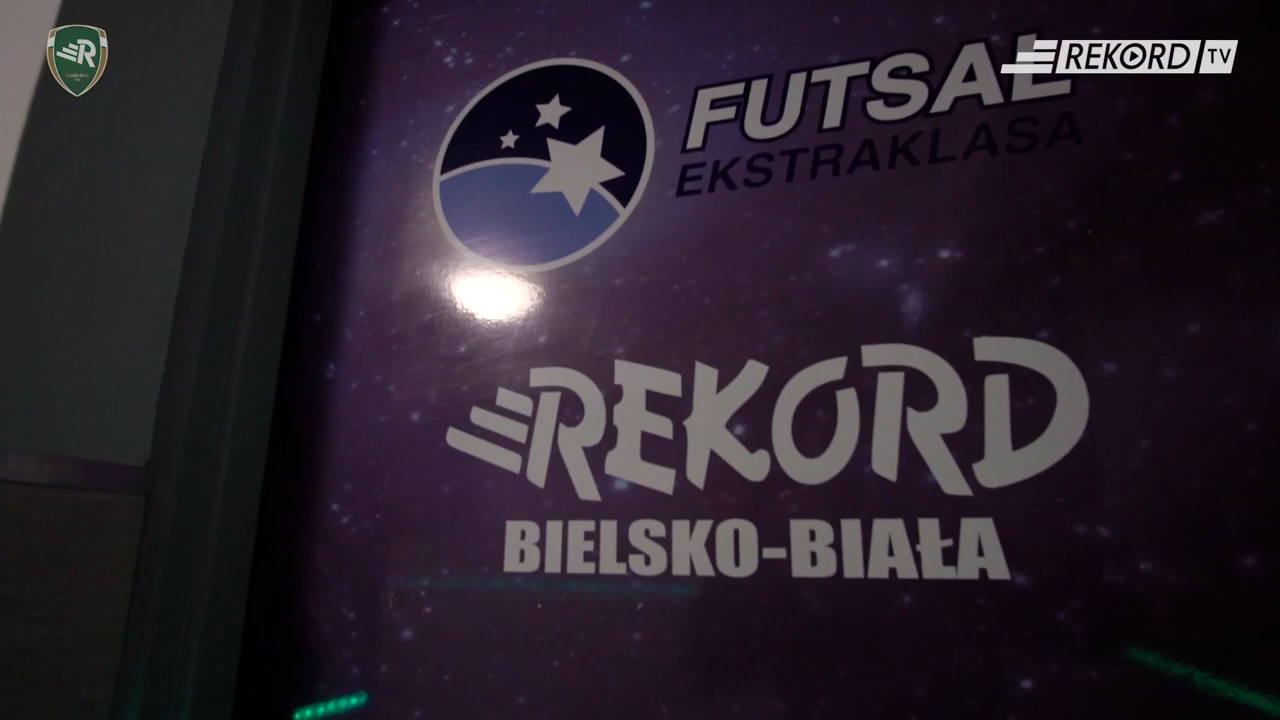 REKORD TV
FUTSAL
EKSTRAKLASA
REKORD
BIELSKO-BIAŁA